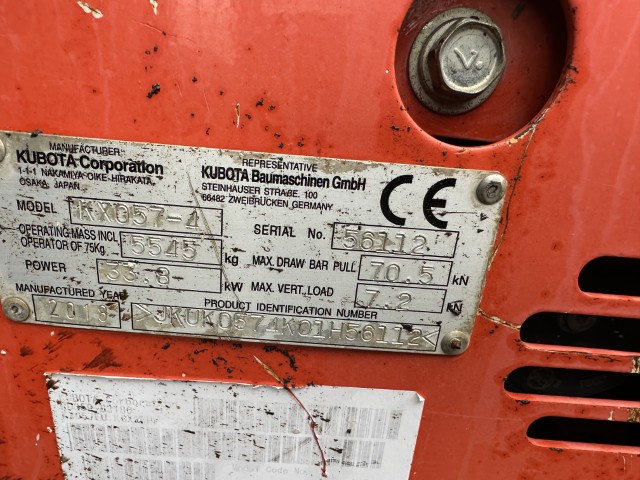 V.
MANUFACTURER
KUBOTA Corporation
1-1-1 NAKAMIYA-OIKE-HIRAKATA,
OSAKA, JAPAN
REPRESENTATIVE
KUBOTA Baumaschinen GmbH
STEINHAUSER STRAßE. 100
66482 ZWEIBRÜCKEN, GERMANY
CE
MODEL KX057-4
SERIAL No. 56112
OPERATING MASS INCL
OPERATOR OF 75Kg 5545 kg
MAX. DRAW BAR PULL 70.5 kN
POWER 33.8 kW
MAX. VERT. LOAD 7.2 kN
MANUFACTURED YEAR 2018
PRODUCT IDENTIFICATION NUMBER
>JKUK0574K01H56112<
Model Code No.